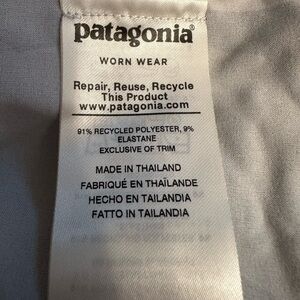 patagonia®
WORN WEAR
Repair, Reuse, Recycle
This Product
www.patagonia.com
91% RECYCLED POLYESTER, 9%
ELASTANE
EXCLUSIVE OF TRIM
MADE IN THAILAND
FABRIQUÉ EN THAÏLANDE
HECHO EN TAILANDIA
FATTO IN TAILANDIA